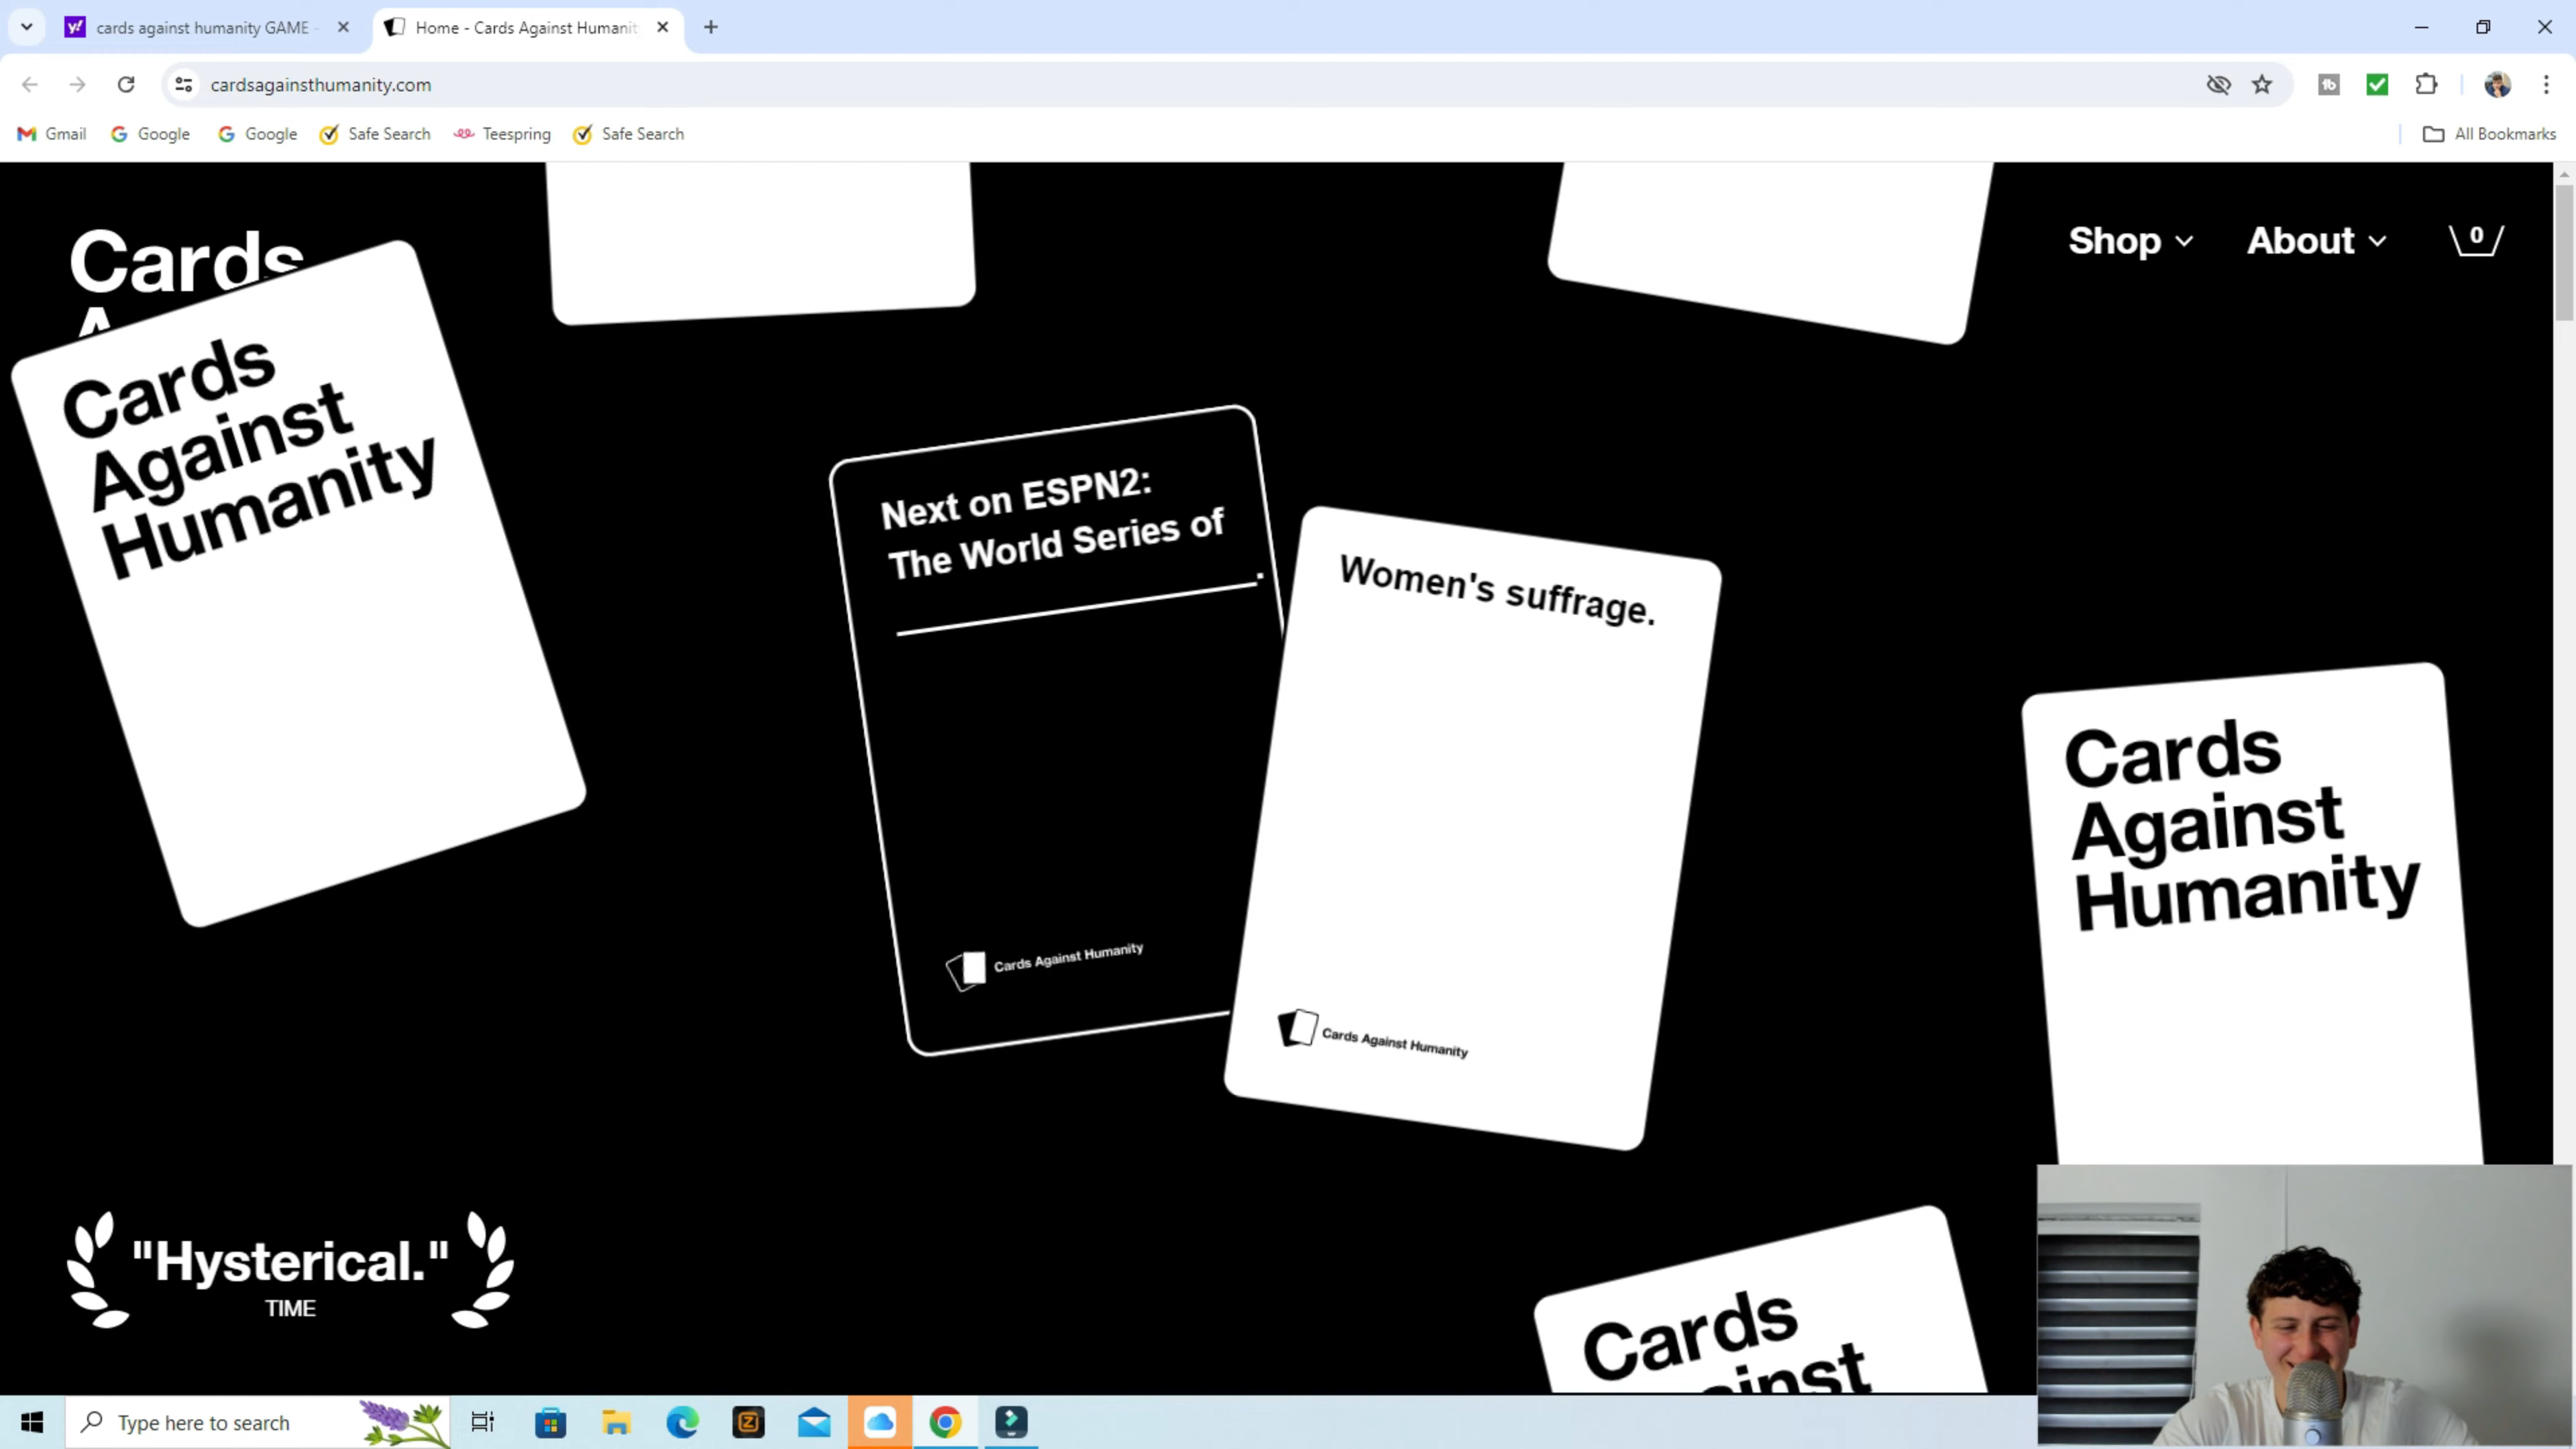 cards against humanity GAME -
Home - Cards Against Humanit
cardsagainsthumanity.com
Gmail
Google
Google
Safe Search
Teespring
Safe Search
All Bookmarks
Cards
Shop
About
0
Cards
Against
Humanity
Next on ESPN2:
The World Series of
.
Cards Against Humanity
Women's suffrage.
Cards Against Humanity
Cards
Against
Humanity
"Hysterical."
TIME
Cards
Type here to search